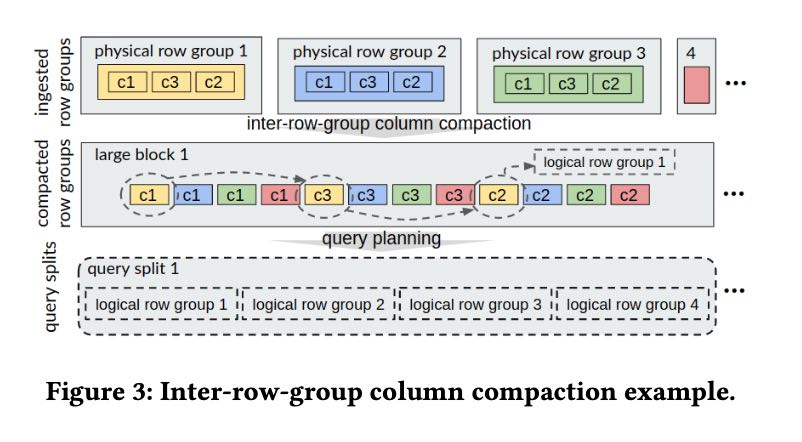 ingested
row groups
physical row group 1
physical row group 2
physical row group 3
4
c1 c3 c2
c1 c3 c2
c1 c3 c2
...
inter-row-group column compaction
compacted
row groups
large block 1
logical row group 1
c1 c1 c1 c1 c3 c3 c3 c3 c2 c2 c2 c2
...
query planning
query splits
query split 1
...
logical row group 1
logical row group 2
logical row group 3
logical row group 4
Figure 3: Inter-row-group column compaction example.